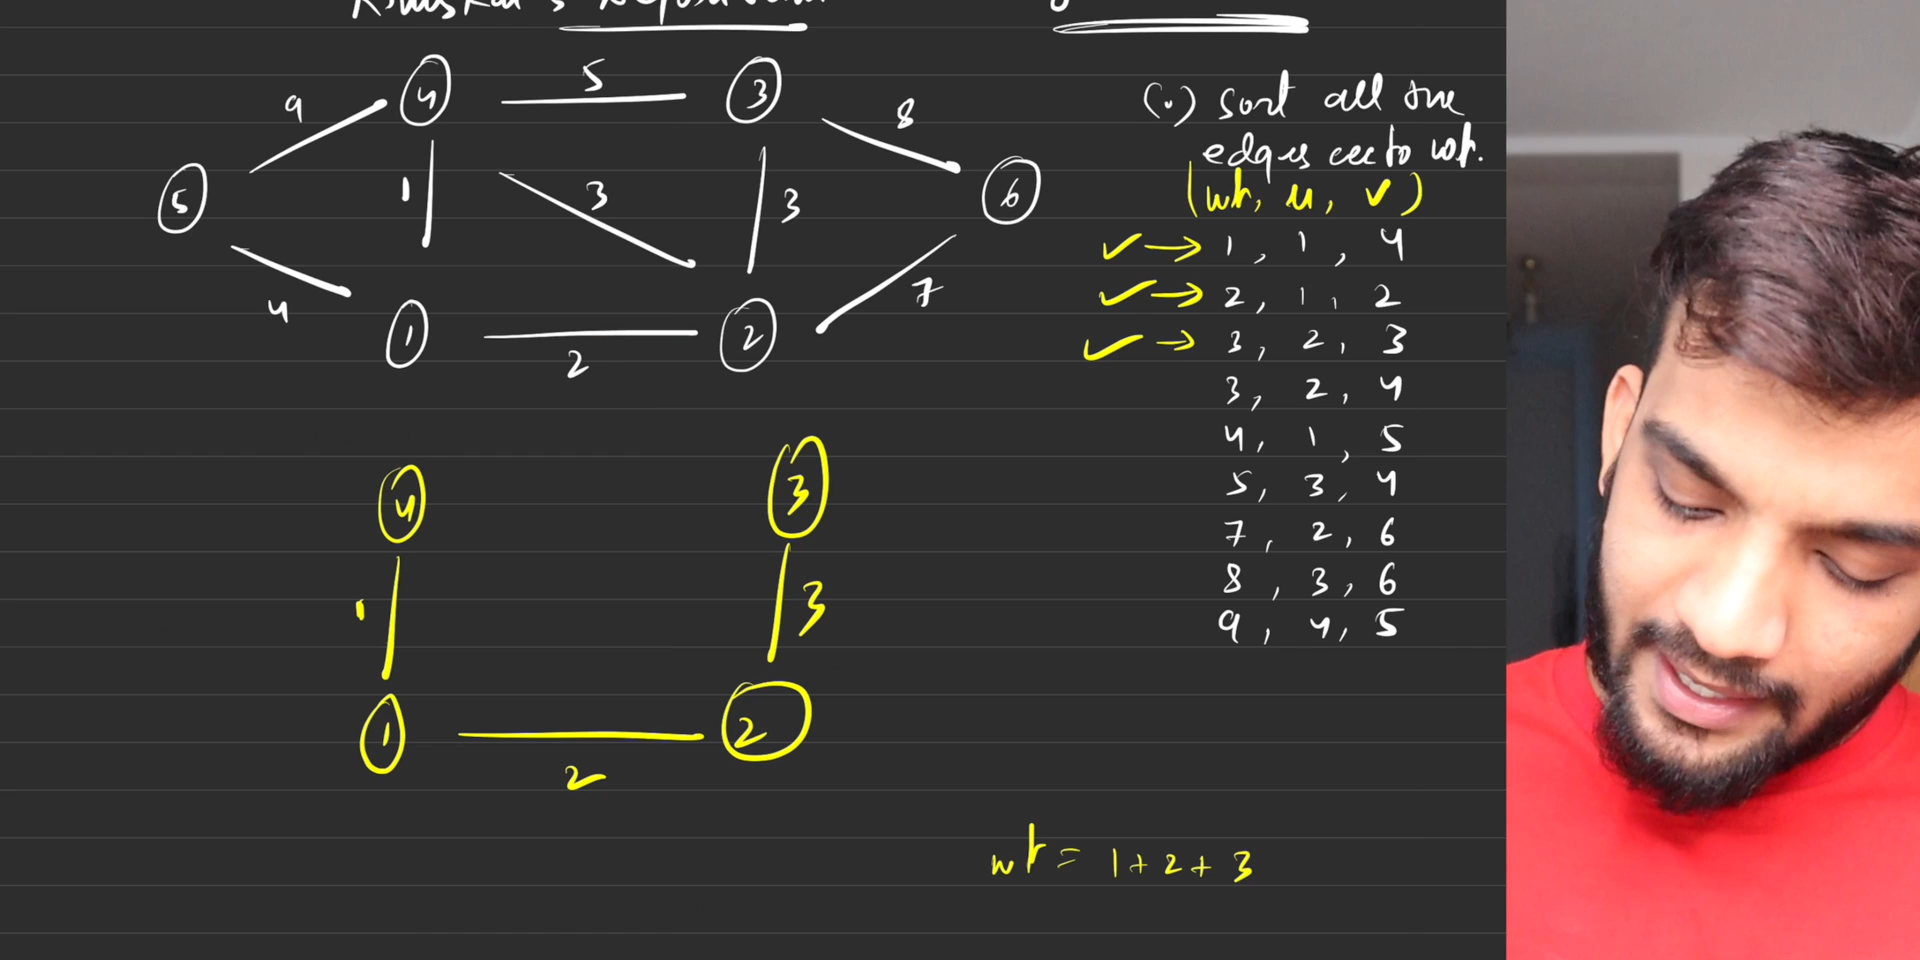 Kruskal's
9
4
5
3
8
5
1
3
3
6
4
1
2
2
7
(.) Sort all the
edges acc to wt.
(wt, u, v)
✓→ 1, 1, 4
✓→ 2, 1, 2
✓→ 3, 2, 3
3, 2, 4
4, 1, 5
5, 3, 4
7, 2, 6
8, 3, 6
9, 4, 5
4
3
1
3
1
2
2
wt = 1+2+3